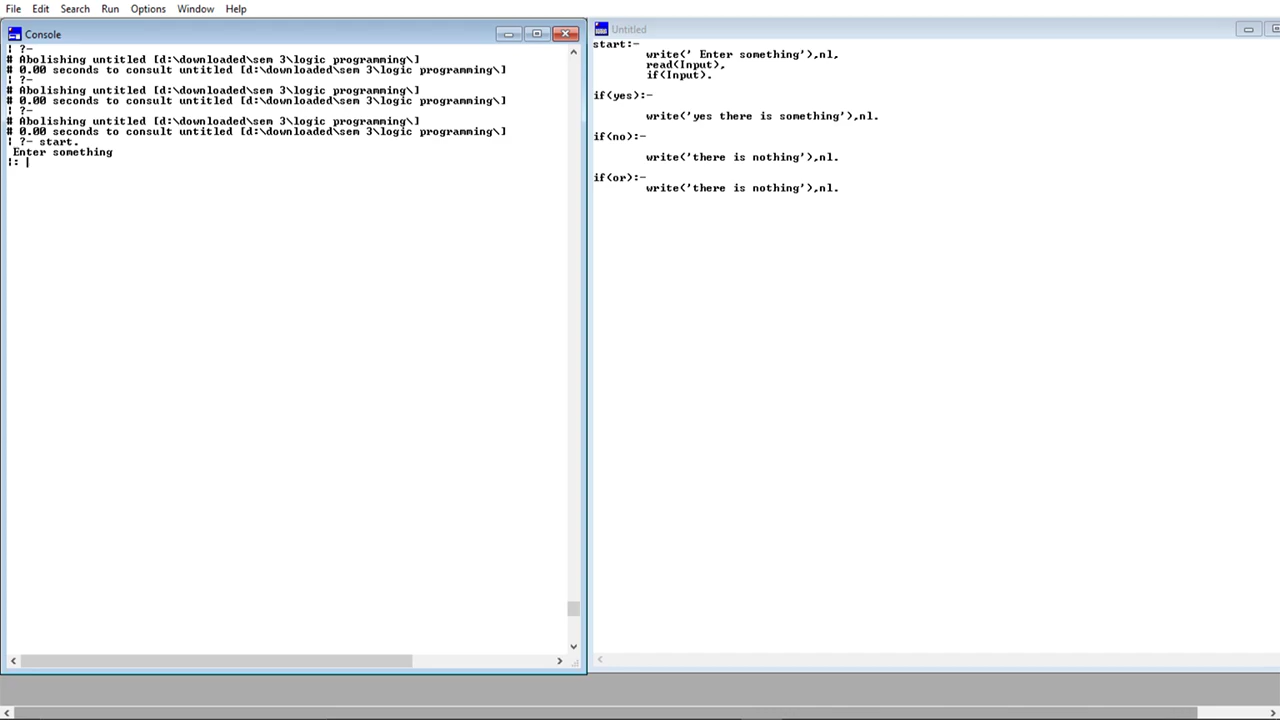 File Edit Search Run Options Window Help
Console
| ?-
# Abolishing untitled [d:\downloaded\sem 3\logic programming\]
# 0.00 seconds to consult untitled [d:\downloaded\sem 3\logic programming\]
| ?-
# Abolishing untitled [d:\downloaded\sem 3\logic programming\]
# 0.00 seconds to consult untitled [d:\downloaded\sem 3\logic programming\]
| ?-
# Abolishing untitled [d:\downloaded\sem 3\logic programming\]
# 0.00 seconds to consult untitled [d:\downloaded\sem 3\logic programming\]
| ?- start.
Enter something
|:
Untitled
start:-
write(' Enter something'),nl,
read(Input),
if(Input).
if(yes):-
write('yes there is something'),nl.
if(no):-
write('there is nothing'),nl.
if(or):-
write('there is nothing'),nl.